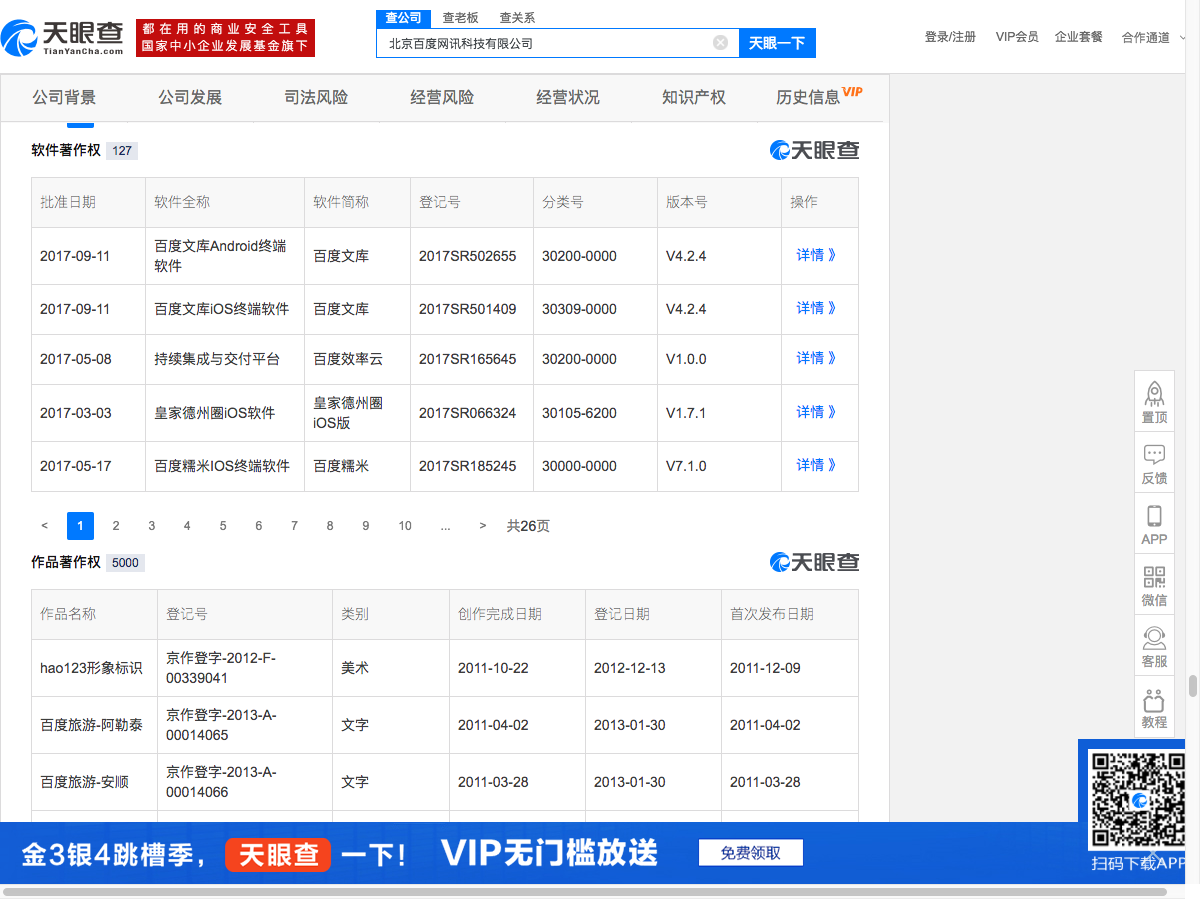 天眼查
TianYanCha.com
都在用的商业安全工具
国家中小企业发展基金旗下
查公司 查老板 查关系
北京百度网讯科技有限公司
天眼一下
登录/注册 VIP会员 企业套餐 合作通道
公司背景 公司发展 司法风险 经营风险 经营状况 知识产权 历史信息VIP
软件著作权 127
天眼查
批准日期 软件全称 软件简称 登记号 分类号 版本号 操作
2017-09-11 百度文库Android终端软件 百度文库 2017SR502655 30200-0000 V4.2.4 详情 》
2017-09-11 百度文库iOS终端软件 百度文库 2017SR501409 30309-0000 V4.2.4 详情 》
2017-05-08 持续集成与交付平台 百度效率云 2017SR165645 30200-0000 V1.0.0 详情 》
2017-03-03 皇家德州圈iOS软件 皇家德州圈iOS版 2017SR066324 30105-6200 V1.7.1 详情 》
2017-05-17 百度糯米IOS终端软件 百度糯米 2017SR185245 30000-0000 V7.1.0 详情 》
< 1 2 3 4 5 6 7 8 9 10 ... > 共26页
作品著作权 5000
天眼查
作品名称 登记号 类别 创作完成日期 登记日期 首次发布日期
hao123形象标识 京作登字-2012-F-00339041 美术 2011-10-22 2012-12-13 2011-12-09
百度旅游-阿勒泰 京作登字-2013-A-00014065 文字 2011-04-02 2013-01-30 2011-04-02
百度旅游-安顺 京作登字-2013-A-00014066 文字 2011-03-28 2013-01-30 2011-03-28
置顶
反馈
APP
微信
客服
教程
扫码下载APP
金3银4跳槽季，天眼查一下！ VIP无门槛放送 免费领取